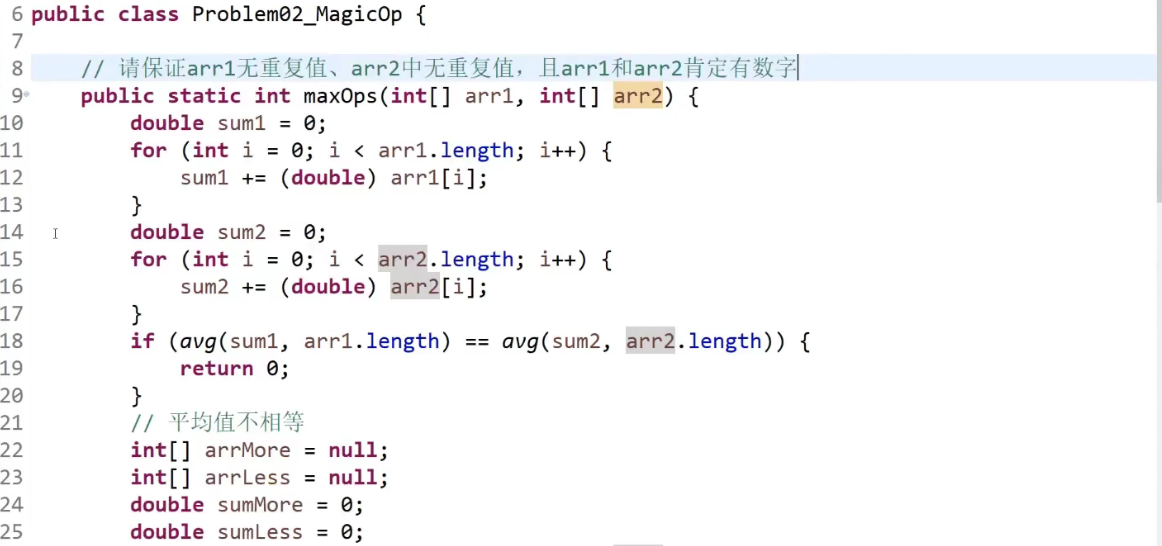 6 public class Problem02_MagicOp {
7
8 // 请保证arr1无重复值、arr2中无重复值，且arr1和arr2肯定有数字
9 public static int maxOps(int[] arr1, int[] arr2) {
10 double sum1 = 0;
11 for (int i = 0; i < arr1.length; i++) {
12 sum1 += (double) arr1[i];
13 }
14 double sum2 = 0;
15 for (int i = 0; i < arr2.length; i++) {
16 sum2 += (double) arr2[i];
17 }
18 if (avg(sum1, arr1.length) == avg(sum2, arr2.length)) {
19 return 0;
20 }
21 // 平均值不相等
22 int[] arrMore = null;
23 int[] arrLess = null;
24 double sumMore = 0;
25 double sumLess = 0;